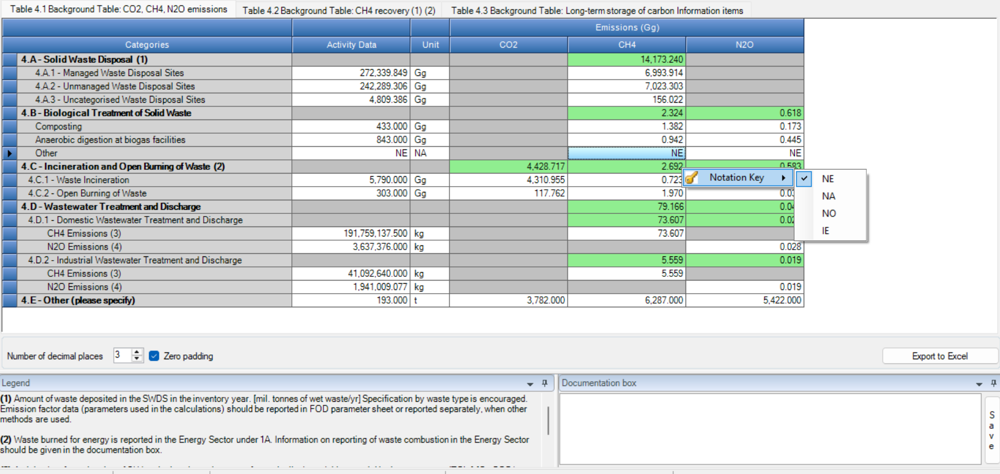 Table 4.1 Background Table: CO2, CH4, N2O emissions Table 4.2 Background Table: CH4 recovery (1) (2) Table 4.3 Background Table: Long-term storage of carbon Information items
Emissions (Gg)
Categories Activity Data Unit CO2 CH4 N2O
4.A - Solid Waste Disposal (1) 14,173.240
4.A.1 - Managed Waste Disposal Sites 272,339.849 Gg 6,993.914
4.A.2 - Unmanaged Waste Disposal Sites 242,289.306 Gg 7,023.303
4.A.3 - Uncategorised Waste Disposal Sites 4,809.386 Gg 156.022
4.B - Biological Treatment of Solid Waste 2.324 0.618
Composting 433.000 Gg 1.382 0.173
Anaerobic digestion at biogas facilities 843.000 Gg 0.942 0.445
Other NE NA NE NE
4.C - Incineration and Open Burning of Waste (2) 4,428.717 2.692 0.583
4.C.1 - Waste Incineration 5,790.000 Gg 4,310.955 0.723
Notation Key NE
4.C.2 - Open Burning of Waste 303.000 Gg 117.762 1.970
NA
4.D - Wastewater Treatment and Discharge 79.166
NO
4.D.1 - Domestic Wastewater Treatment and Discharge 73.607
IE
CH4 Emissions (3) 191,759,137.500 kg 73.607
N2O Emissions (4) 3,637,376.000 kg 0.028
4.D.2 - Industrial Wastewater Treatment and Discharge 5.559 0.019
CH4 Emissions (3) 41,092,640.000 kg 5.559
N2O Emissions (4) 1,941,009.077 kg 0.019
4.E - Other (please specify) 193.000 t 3,782.000 6,287.000 5,422.000
Number of decimal places 3 Zero padding Export to Excel
Legend
(1) Amount of waste deposited in the SWDS in the inventory year. [mil. tonnes of wet waste/yr] Specification by waste type is encouraged.
Emission factor data (parameters used in the calculations) should be reported in FOD parameter sheet or reported separately, when other
methods are used.
(2) Waste burned for energy is reported in the Energy Sector under 1A. Information on reporting of waste combustion in the Energy Sector
should be given in the documentation box.
Documentation box
Save